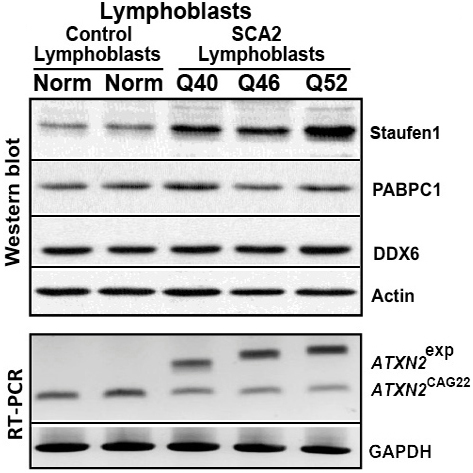 Lymphoblasts
Control
Lymphoblasts
SCA2
Lymphoblasts
Norm Norm Q40 Q46 Q52
Western blot
Staufen1
PABPC1
DDX6
Actin
RT-PCR
ATXN2exp
ATXN2CAG22
GAPDH